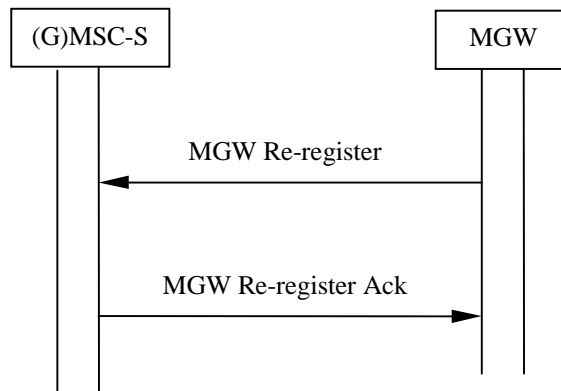 (G)MSC-S
MGW
MGW Re-register
MGW Re-register Ack